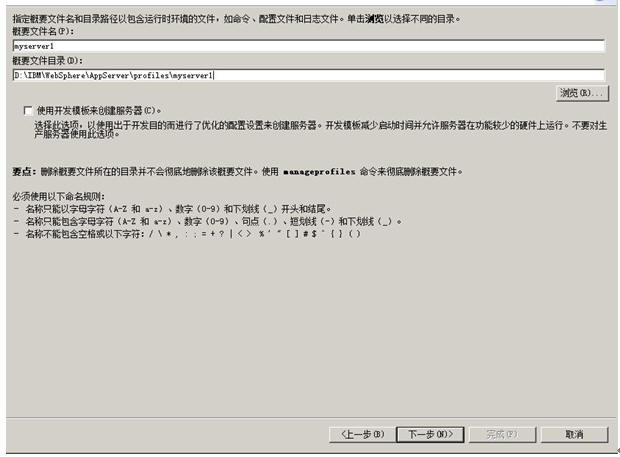 指定概要文件名和目录路径以包含运行时环境的文件，如命令、配置文件和日志文件。单击浏览以选择不同的目录。
概要文件名(P)：
myserver1
概要文件目录(D)：
D:\IBM\WebSphere\AppServer\profiles\myserver1
浏览(R)...
使用开发模板来创建服务器(C)。
选择此选项，以使用出于开发目的而进行了优化的配置设置来创建服务器。开发模板减少启动时间并允许服务器在功能较少的硬件上运行。不要对生
产服务器使用此选项。
要点：删除概要文件所在的目录并不会彻底地删除该概要文件。使用 manageprofiles 命令来彻底删除概要文件。
必须使用以下命名规则：
- 名称只能以字母字符（A-Z 和 a-z）、数字（0-9）和下划线（_）开头和结尾。
- 名称只能包含字母字符（A-Z 和 a-z）、数字（0-9）、句点（.）、短划线（-）和下划线（_）。
- 名称不能包含空格或以下字符：/ \ * , : ; = + ? | < > % ' " [ ] # $ ^ { } ( )
<上一步(B)
下一步(N)>
完成(F)
取消